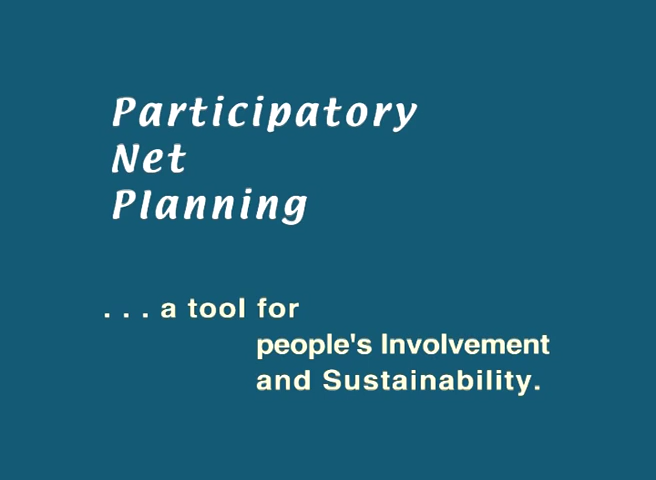 Participatory
Net
Planning
. . . a tool for
people's Involvement
and Sustainability.